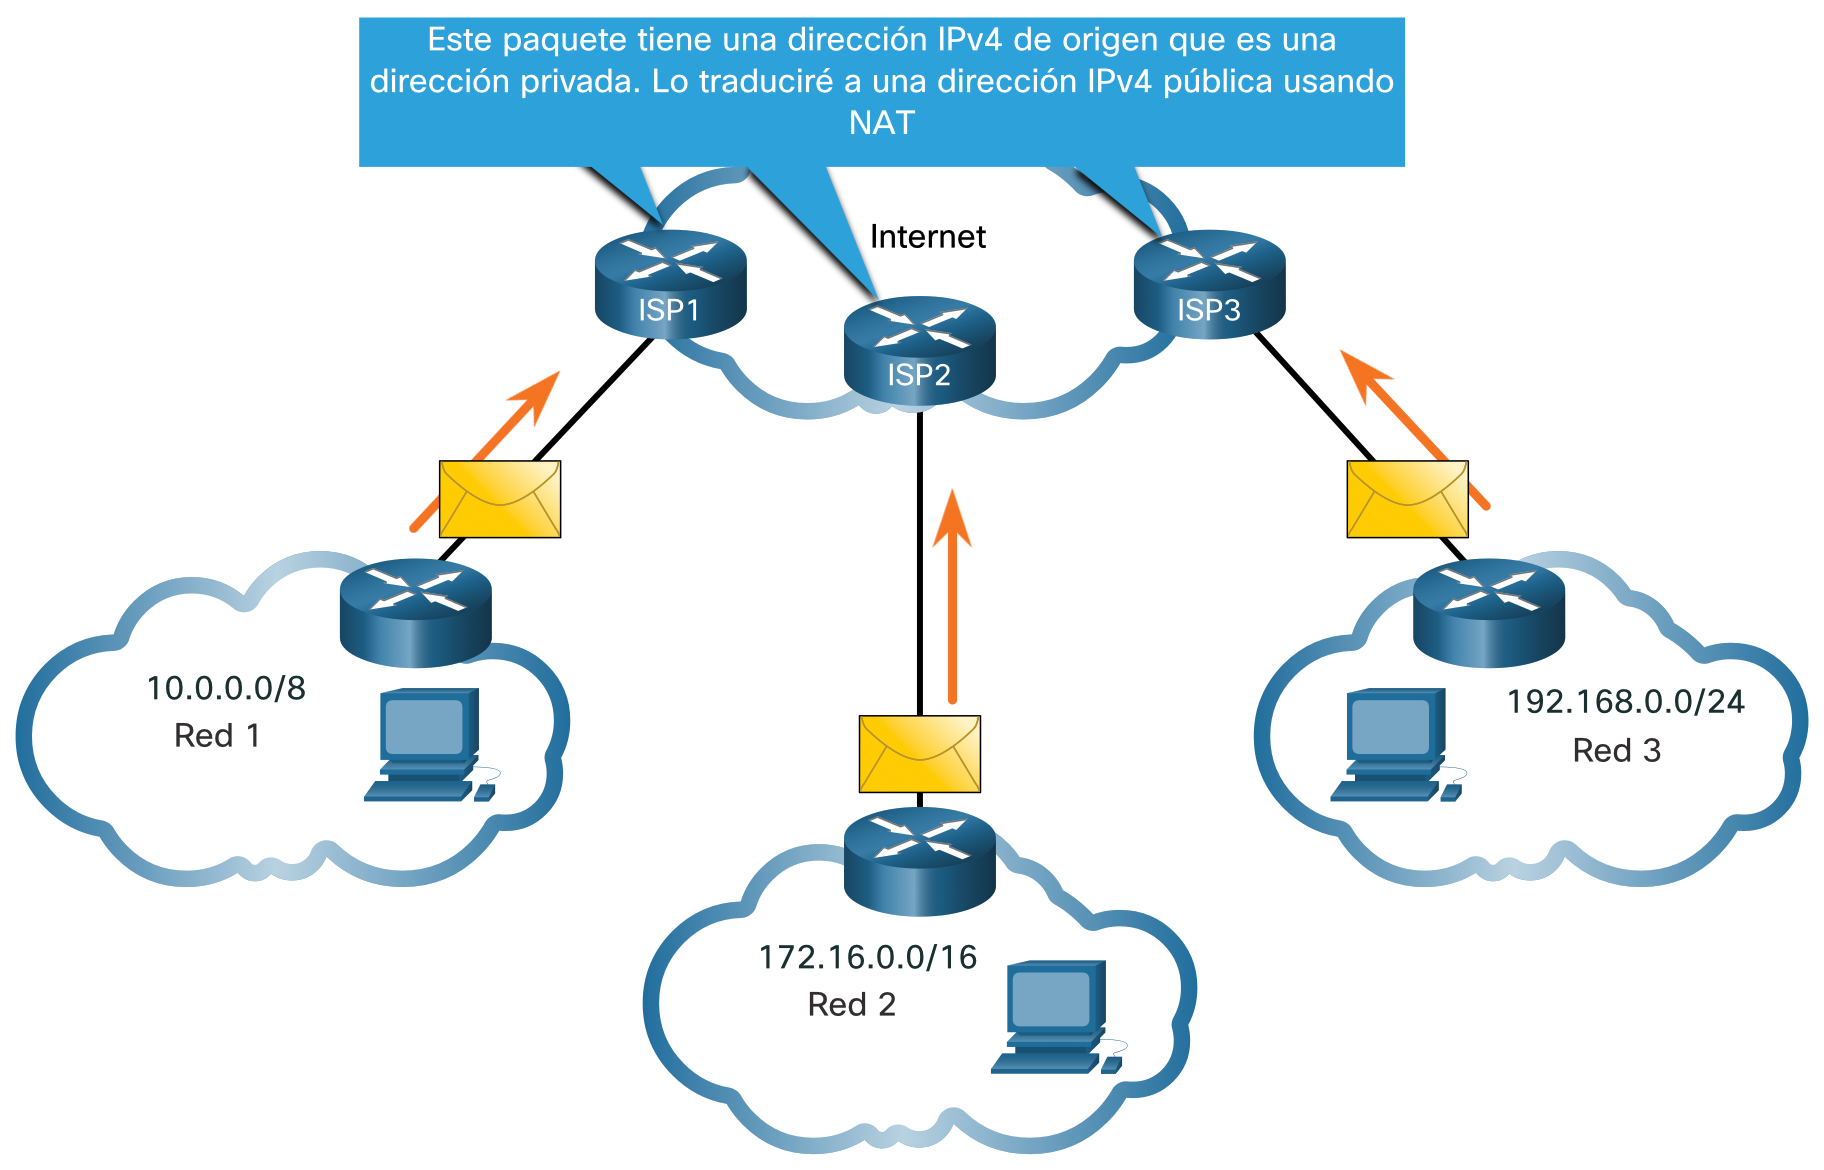 Este paquete tiene una dirección IPv4 de origen que es una
dirección privada. Lo traduciré a una dirección IPv4 pública usando
NAT
Internet
ISP1
ISP2
ISP3
10.0.0.0/8
Red 1
192.168.0.0/24
Red 3
172.16.0.0/16
Red 2